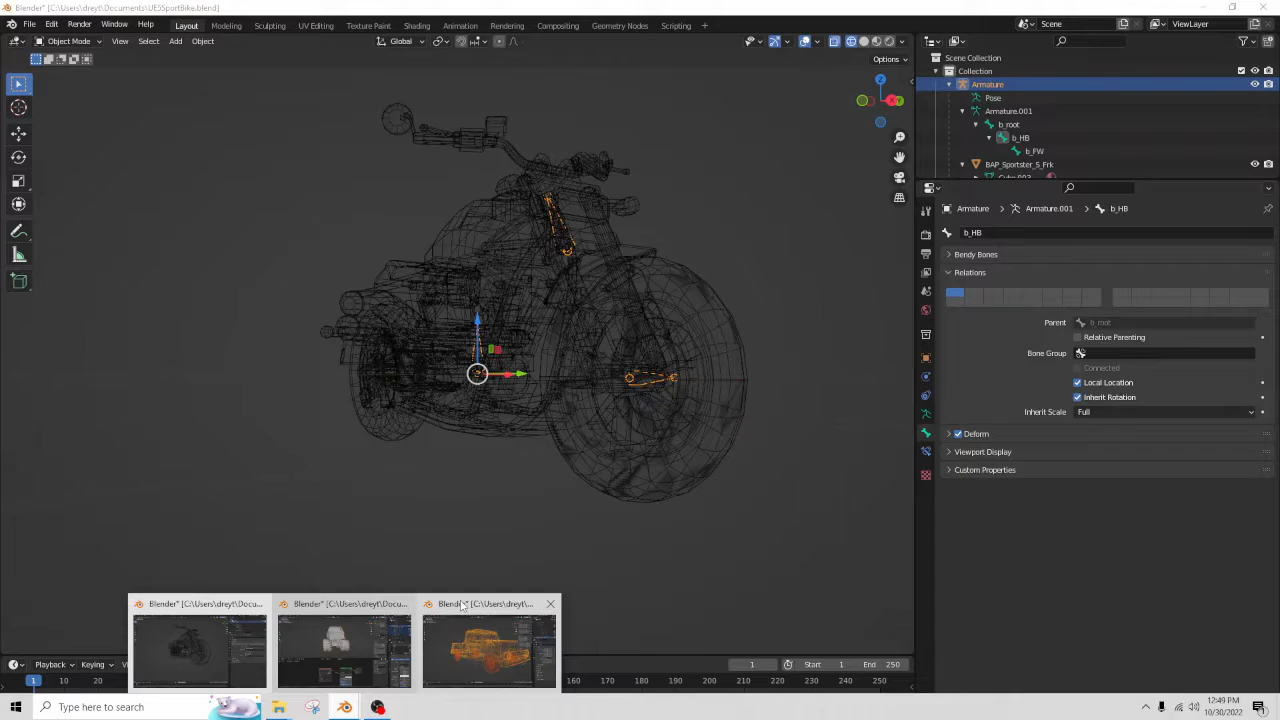 Blender* [C:\Users\dreyt\Documents\UE5SportBike.blend]
File Edit Render Window Help Layout Modeling Sculpting UV Editing Texture Paint Shading Animation Rendering Compositing Geometry Nodes Scripting + Scene ViewLayer
Object Mode View Select Add Object Global
Options
Scene Collection
Collection
Armature
Pose
Armature.001
b_root
b_HB
b_FW
BAP_Sportster_S_Frk
Cube.003
Armature > Armature.001 > b_HB
b_HB
Bendy Bones
Relations
Parent b_root
Relative Parenting
Bone Group
Connected
Local Location
Inherit Rotation
Inherit Scale Full
Deform
Viewport Display
Custom Properties
Z
X
Y
Blender* [C:\Users\dreyt\Docu... Blender* [C:\Users\dreyt\Docu... Blender* [C:\Users\dreyt\...
Playback Keying 1 Start 1 End 250
1 10 20 160 170 180 190 200 210 220 230 240 250
Type here to search
12:49 PM
10/30/2022